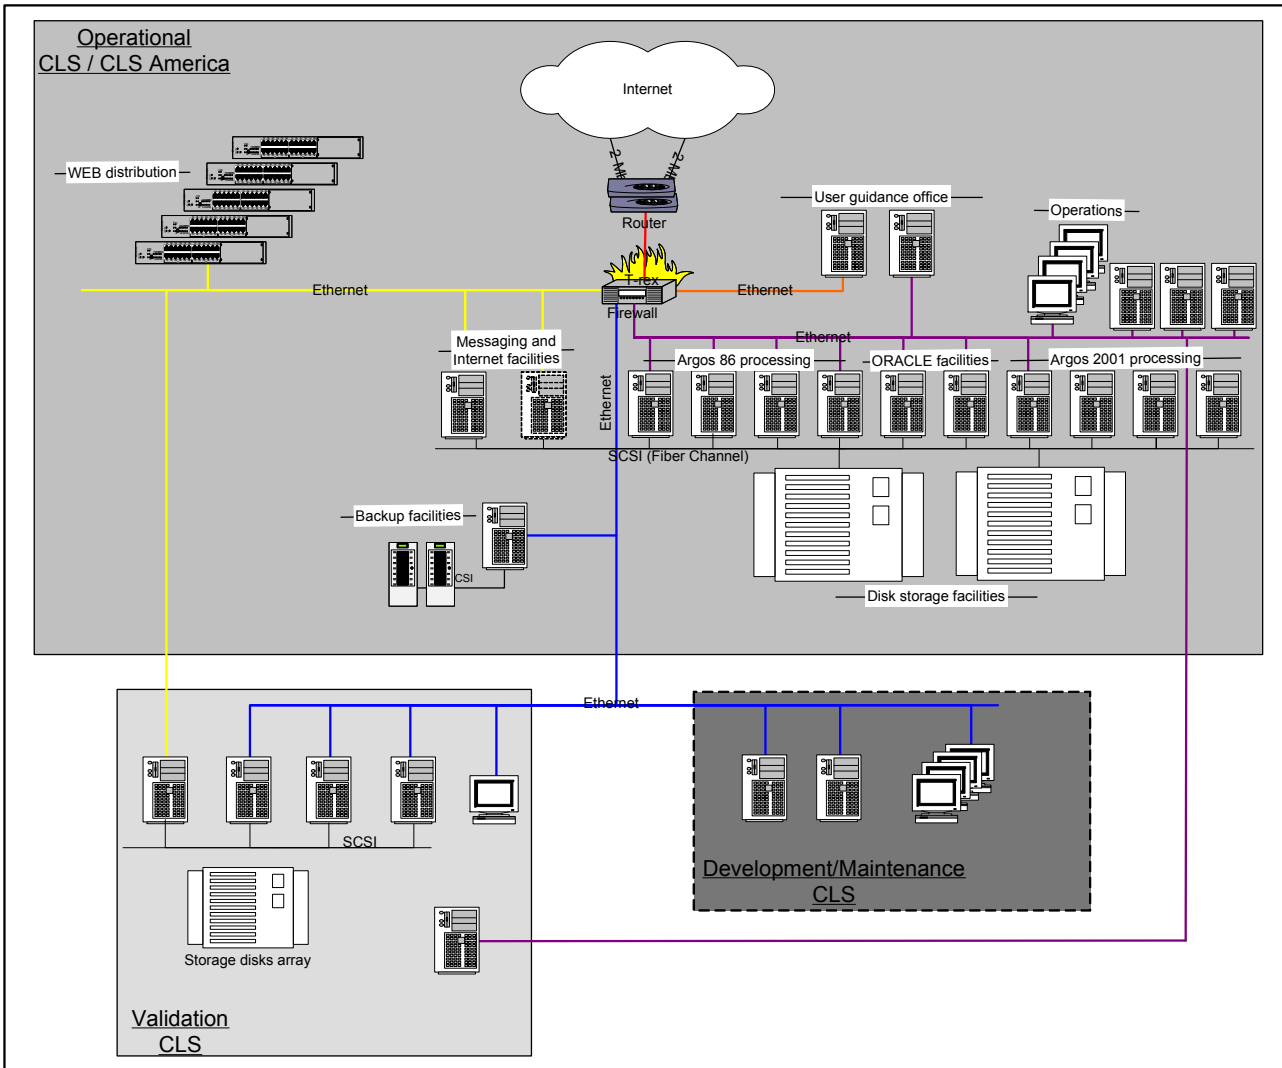 Operational
CLS / CLS America
Internet
WEB distribution
User guidance office
Operations
Router
T-rex
Firewall
Ethernet
Ethernet
Ethernet
Messaging and
Internet facilities
Argos 86 processing
ORACLE facilities
Argos 2001 processing
Ethernet
SCSI (Fiber Channel)
Backup facilities
CSI
Disk storage facilities
Ethernet
SCSI
Storage disks array
Development/Maintenance
CLS
Validation
CLS